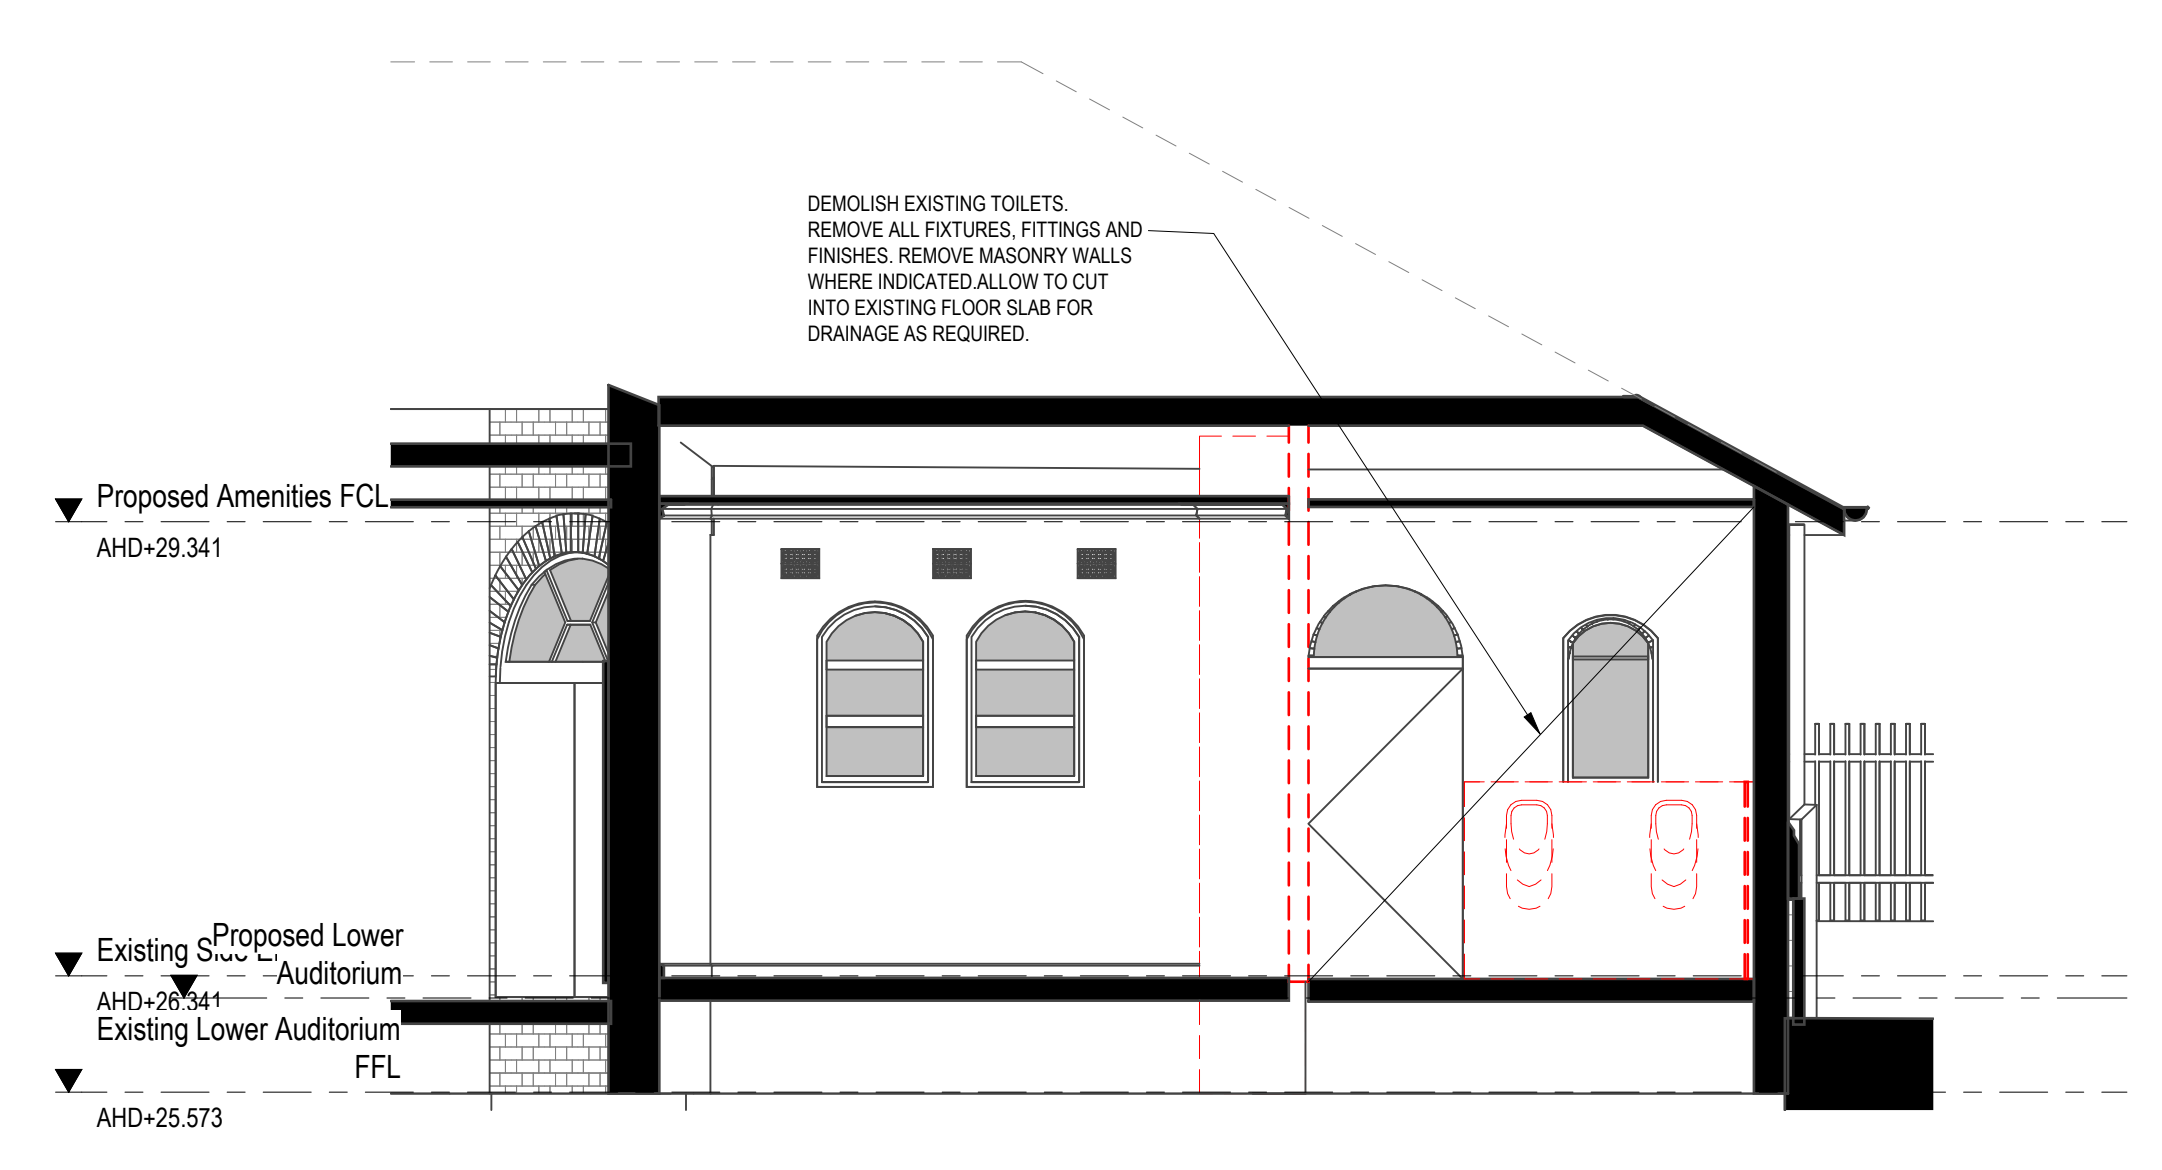 DEMOLISH EXISTING TOILETS.
REMOVE ALL FIXTURES, FITTINGS AND
FINISHES. REMOVE MASONRY WALLS
WHERE INDICATED.ALLOW TO CUT
INTO EXISTING FLOOR SLAB FOR
DRAINAGE AS REQUIRED.
Proposed Amenities FCL
AHD+29.341
Proposed Lower
Auditorium
Existing
AHD+26.341
Existing Lower Auditorium
FFL
AHD+25.573